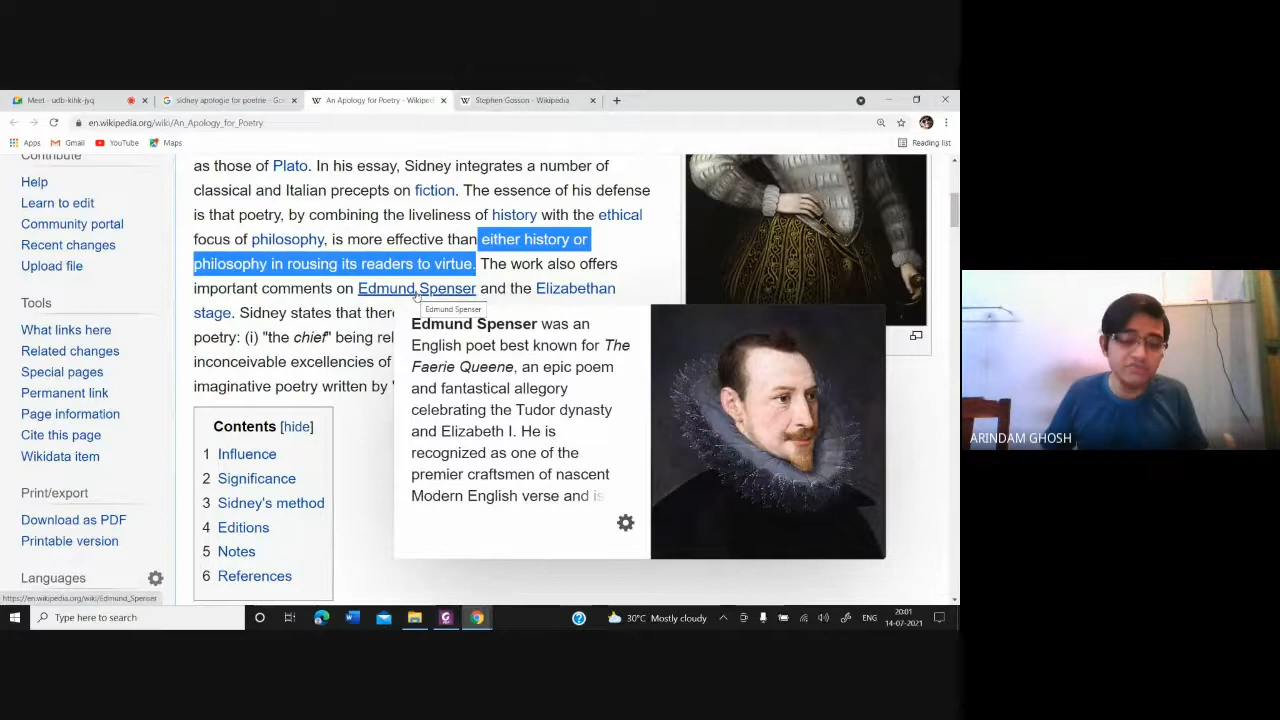 Meet - udb-kihk-jyq
sidney apologie for poetrie - Go
An Apology for Poetry - Wikiped
Stephen Gosson - Wikipedia
en.wikipedia.org/wiki/An_Apology_for_Poetry
Apps Gmail YouTube Maps Reading list
Contribute
Help
Learn to edit
Community portal
Recent changes
Upload file
Tools
What links here
Related changes
Special pages
Permanent link
Page information
Cite this page
Wikidata item
Print/export
Download as PDF
Printable version
Languages
https://en.wikipedia.org/wiki/Edmund_Spenser
as those of Plato. In his essay, Sidney integrates a number of
classical and Italian precepts on fiction. The essence of his defense
is that poetry, by combining the liveliness of history with the ethical
focus of philosophy, is more effective than either history or
philosophy in rousing its readers to virtue. The work also offers
important comments on Edmund Spenser and the Elizabethan
stage. Sidney states that there
poetry: (i) "the chief" being rel
inconceivable excellencies of
imaginative poetry written by
Contents [hide]
1 Influence
2 Significance
3 Sidney's method
4 Editions
5 Notes
6 References
Edmund Spenser
Edmund Spenser was an
English poet best known for The
Faerie Queene, an epic poem
and fantastical allegory
celebrating the Tudor dynasty
and Elizabeth I. He is
recognized as one of the
premier craftsmen of nascent
Modern English verse and is
ARINDAM GHOSH
Type here to search
30°C Mostly cloudy
ENG
20:01
14-07-2021